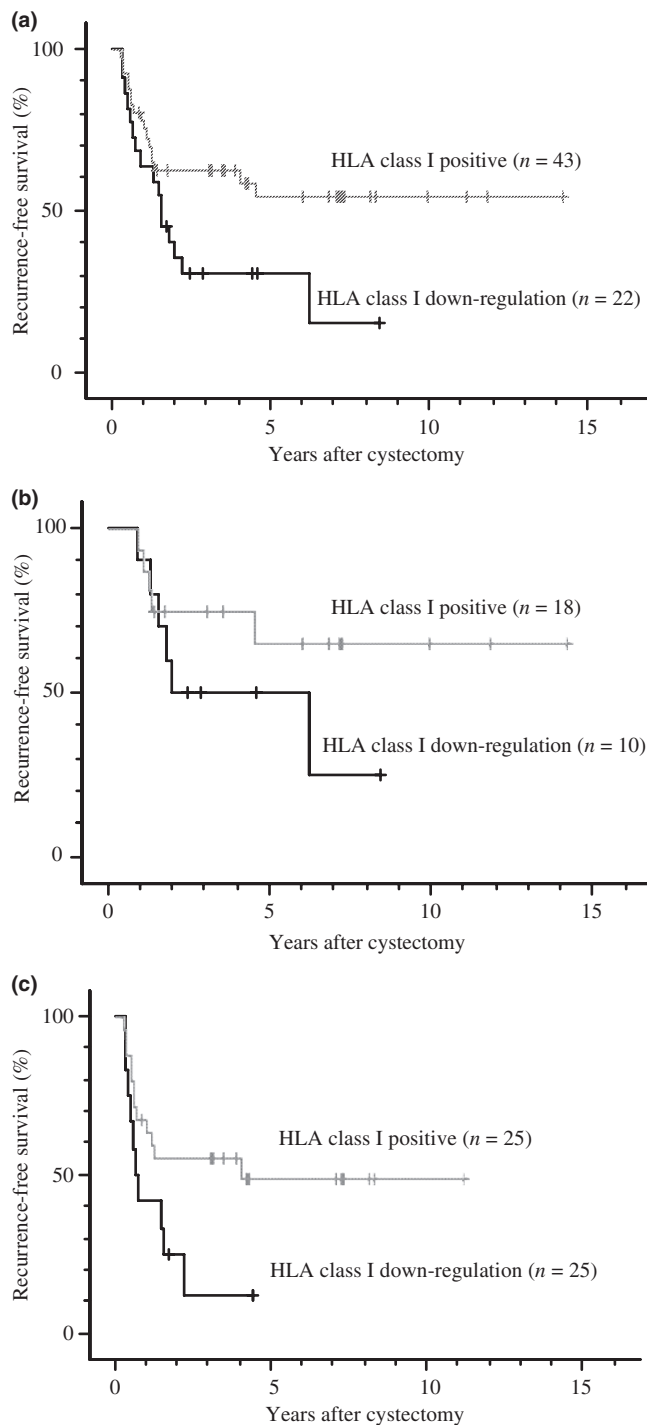 (a)
100
50
0
Recurrence-free survival (%)
HLA class I positive (n = 43)
HLA class I down-regulation (n = 22)
0 5 10 15
Years after cystectomy
(b)
100
50
0
Recurrence-free survival (%)
HLA class I positive (n = 18)
HLA class I down-regulation (n = 10)
0 5 10 15
Years after cystectomy
(c)
100
50
0
Recurrence-free survival (%)
HLA class I positive (n = 25)
HLA class I down-regulation (n = 25)
0 5 10 15
Years after cystectomy